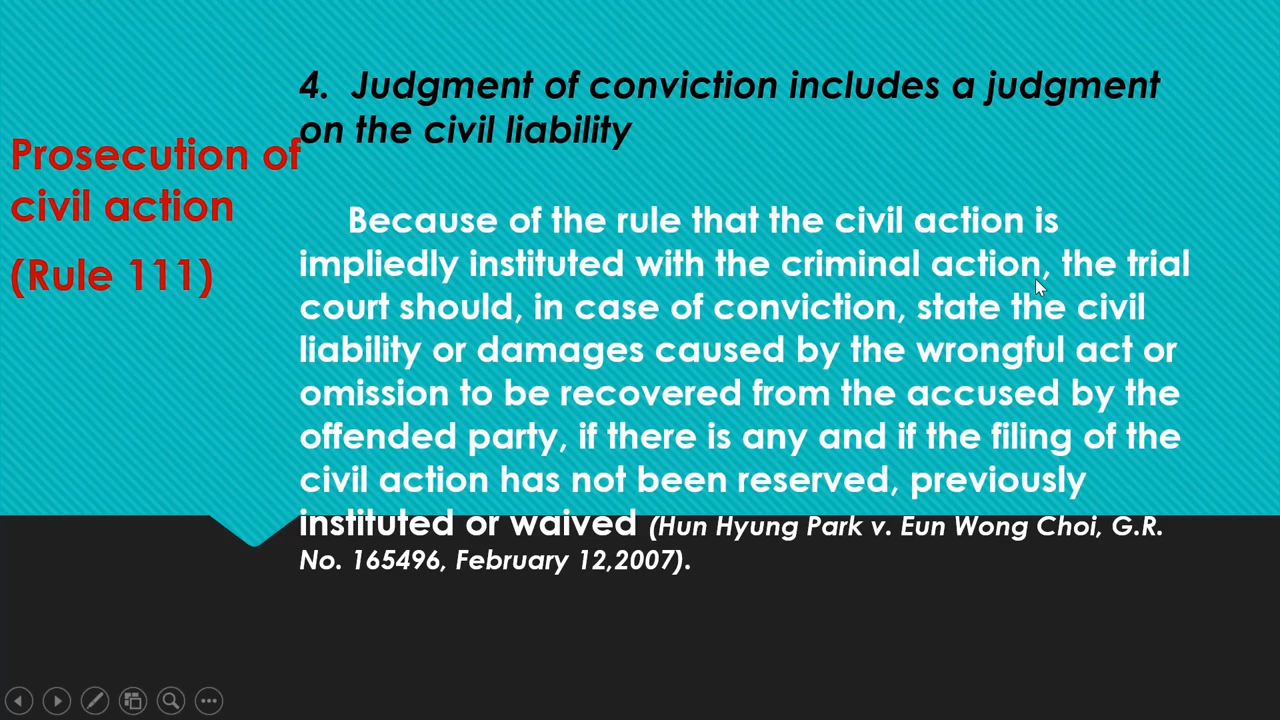 4. Judgment of conviction includes a judgment
on the civil liability
Prosecution of
civil action
(Rule 111)
Because of the rule that the civil action is
impliedly instituted with the criminal action, the trial
court should, in case of conviction, state the civil
liability or damages caused by the wrongful act or
omission to be recovered from the accused by the
offended party, if there is any and if the filing of the
civil action has not been reserved, previously
instituted or waived (Hun Hyung Park v. Eun Wong Choi, G.R.
No. 165496, February 12,2007).